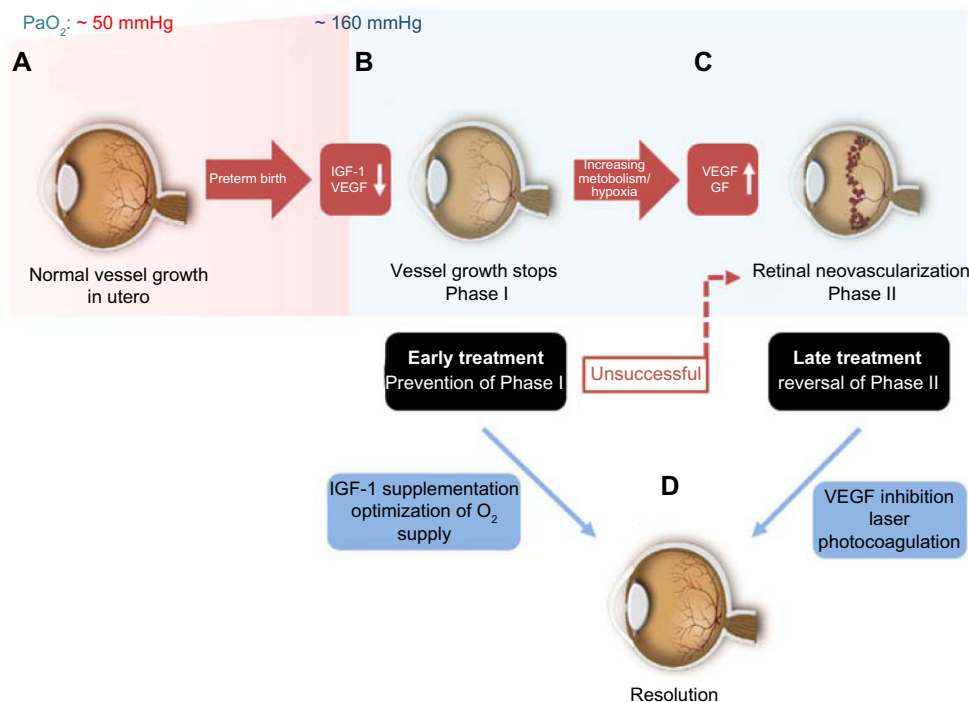 PaO₂: ~ 50 mmHg
~ 160 mmHg
A
B
C
Preterm birth
IGF-1
VEGF
Increasing
metabolism/
hypoxia
VEGF
GF
Normal vessel growth
in utero
Vessel growth stops
Phase I
Retinal neovascularization
Phase II
Early treatment
Prevention of Phase I
Unsuccessful
Late treatment
reversal of Phase II
IGF-1 supplementation
optimization of O₂
supply
D
VEGF inhibition
laser
photocoagulation
Resolution